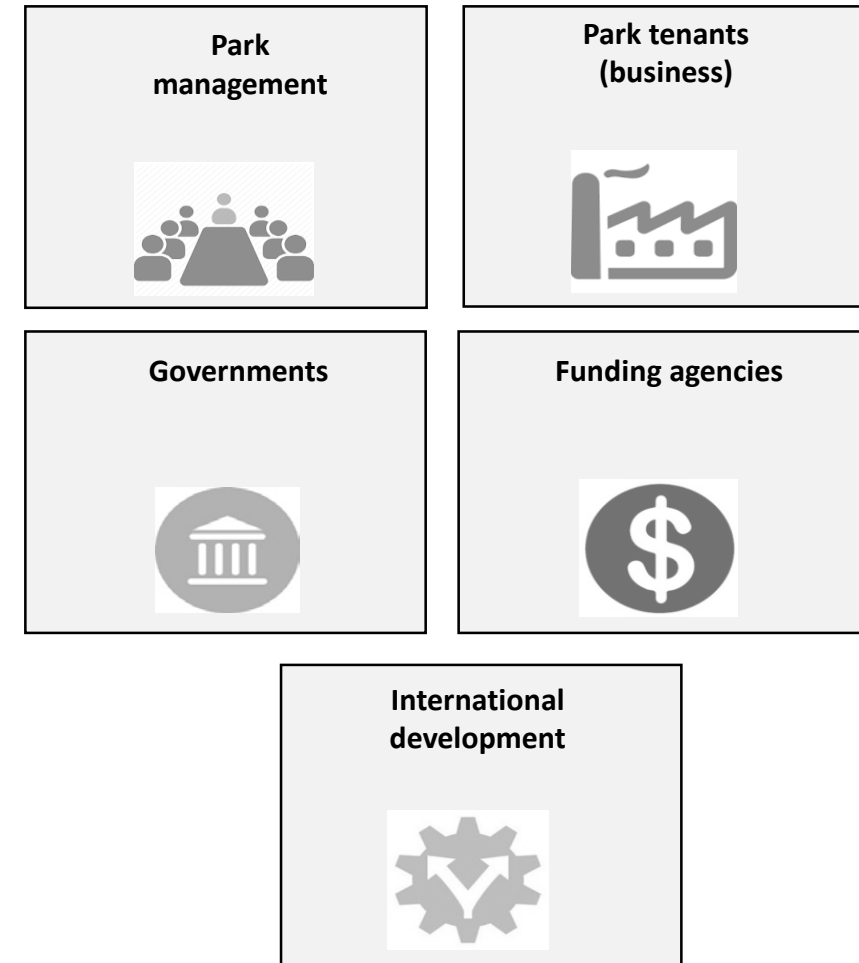 Park
management
Park tenants
(business)
Governments
Funding agencies
International
development
$